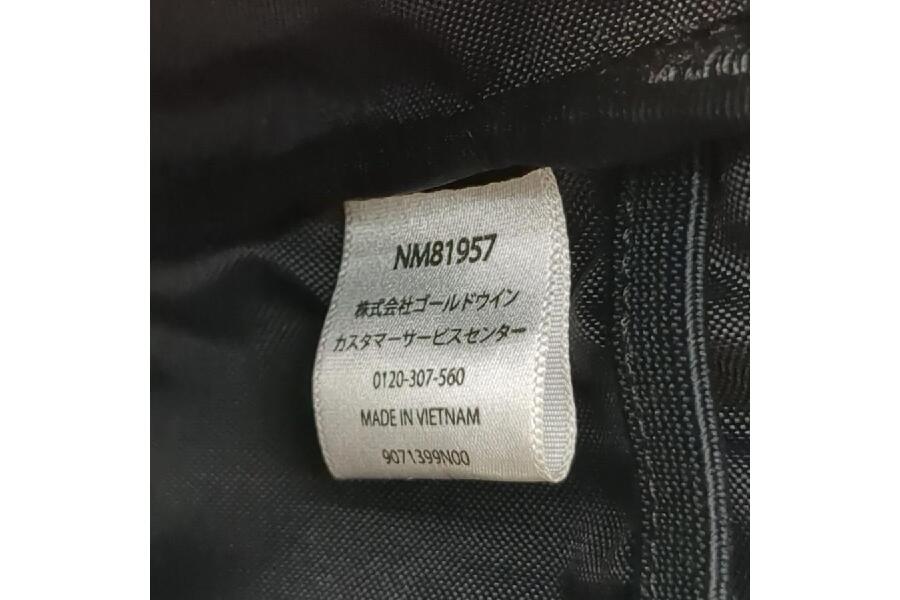 NM81957
株式会社ゴールドウイン
カスタマーサービスセンター
0120-307-560
MADE IN VIETNAM
9071399N00